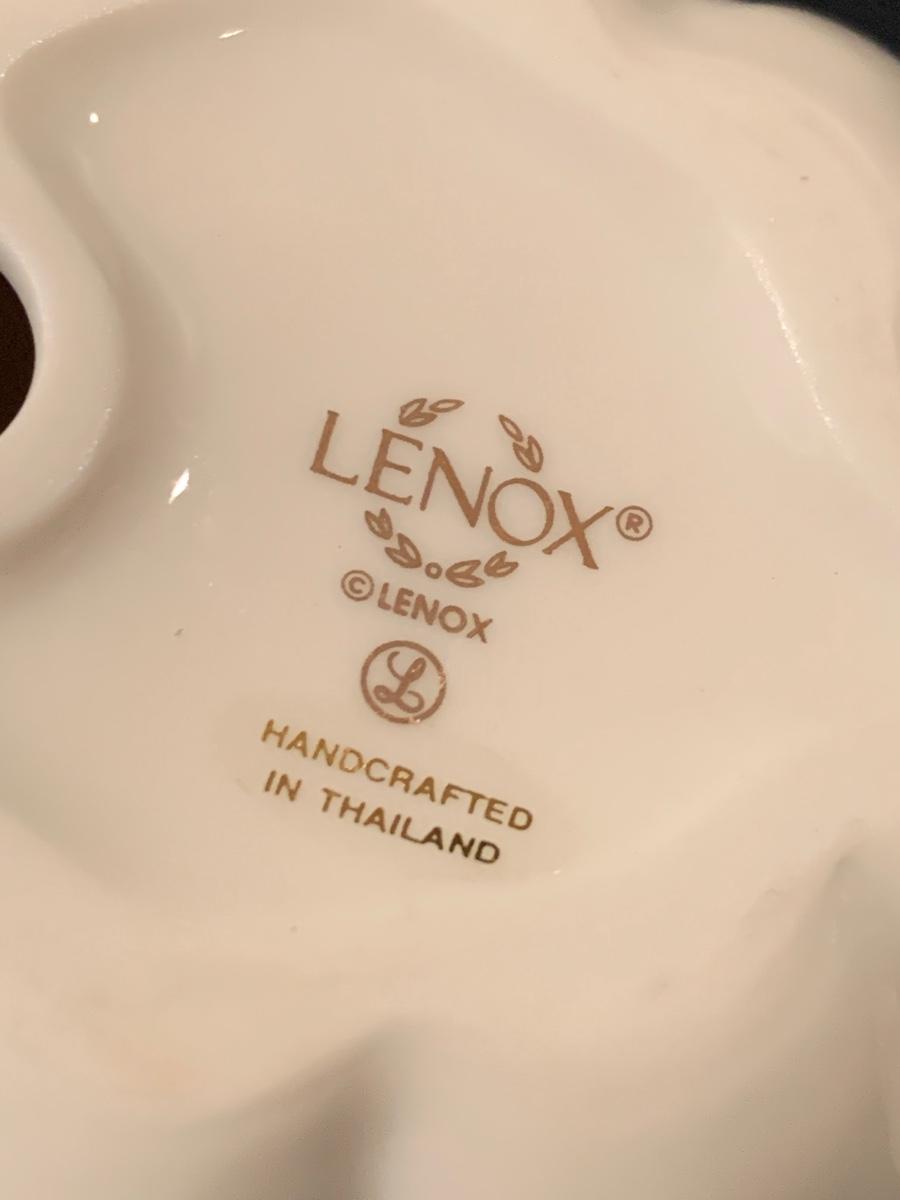 LENOX®
©LENOX
L
HANDCRAFTED
IN THAILAND